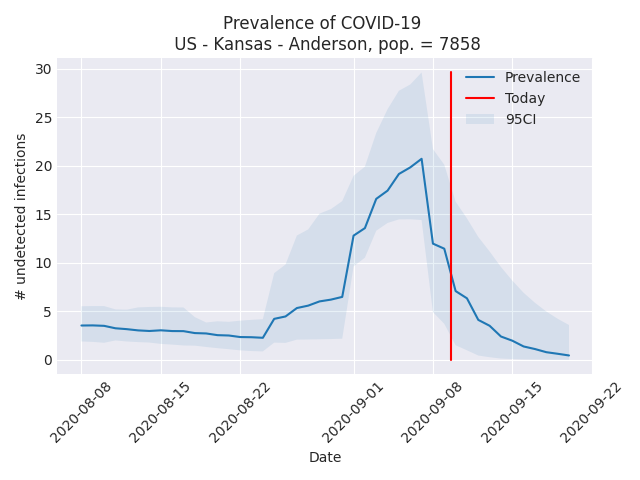 Prevalence of COVID-19
US - Kansas - Anderson, pop. = 7858
30
25
20
15
10
5
0
# undetected infections
Prevalence
Today
95CI
2020-08-08
2020-08-15
2020-08-22
2020-09-01
2020-09-08
2020-09-15
2020-09-22
Date